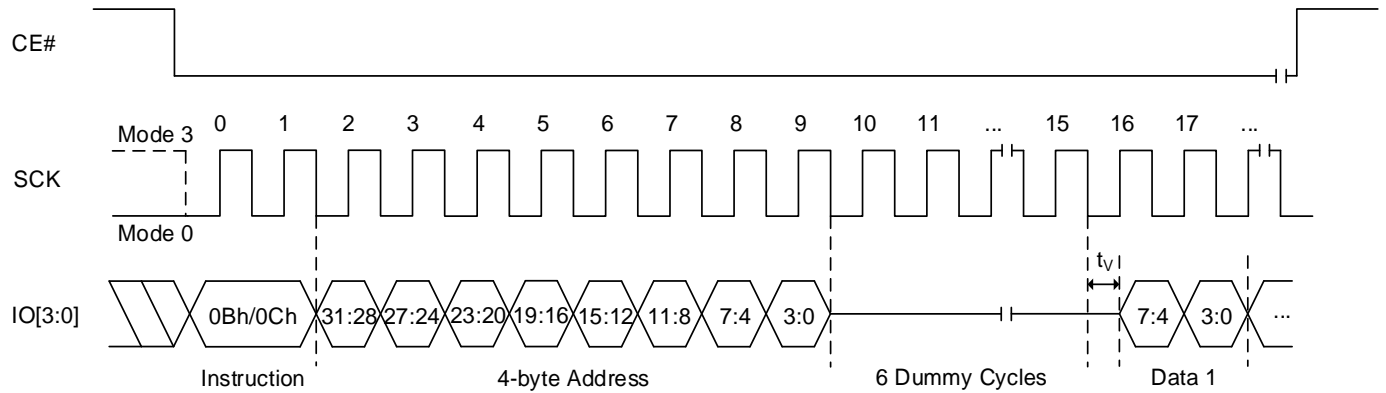 CE#
0 1 2 3 4 5 6 7 8 9 10 11 ... 15 16 17 ...
Mode 3
SCK
Mode 0
tV
IO[3:0] 0Bh/0Ch 31:28 27:24 23:20 19:16 15:12 11:8 7:4 3:0 7:4 3:0 ...
Instruction 4-byte Address 6 Dummy Cycles Data 1